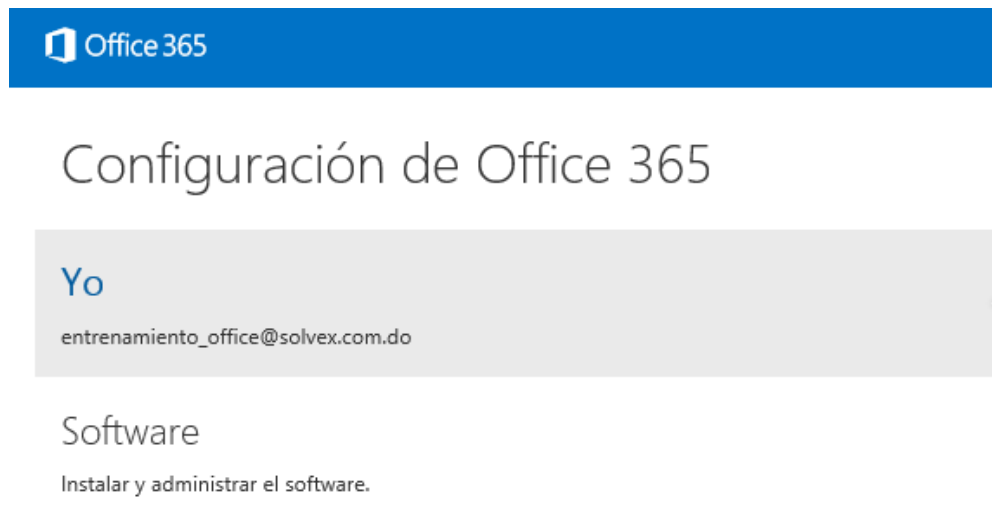 Office 365
Configuración de Office 365
Yo
entrenamiento_office@solvex.com.do
Software
Instalar y administrar el software.